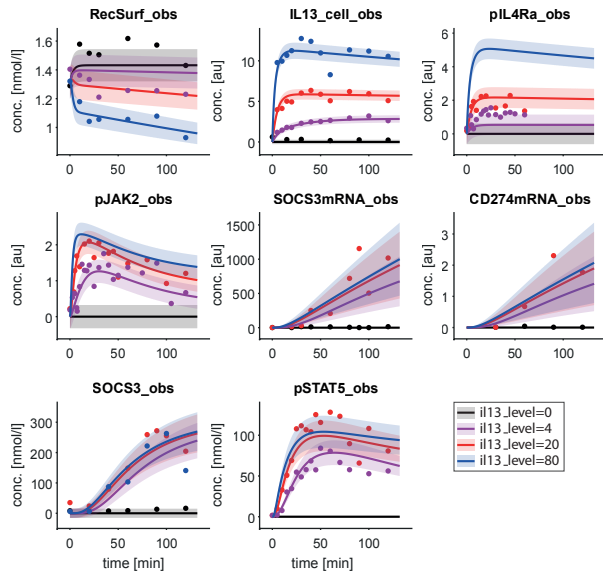 RecSurf_obs
IL13_cell_obs
pIL4Ra_obs
conc. [nmol/l]
1.6
1.4
1.2
1
0
50
100
conc. [au]
10
5
0
0
50
100
conc. [au]
4
2
0
0
50
100
pJAK2_obs
SOCS3mRNA_obs
CD274mRNA_obs
conc. [au]
2
1
0
0
50
100
conc. [au]
1500
1000
500
0
0
50
100
conc. [au]
3
2
1
0
0
50
100
SOCS3_obs
pSTAT5_obs
conc. [nmol/l]
300
200
100
0
0
50
100
time [min]
conc. [nmol/l]
100
50
0
0
50
100
time [min]
il13_level=0
il13_level=4
il13_level=20
il13_level=80